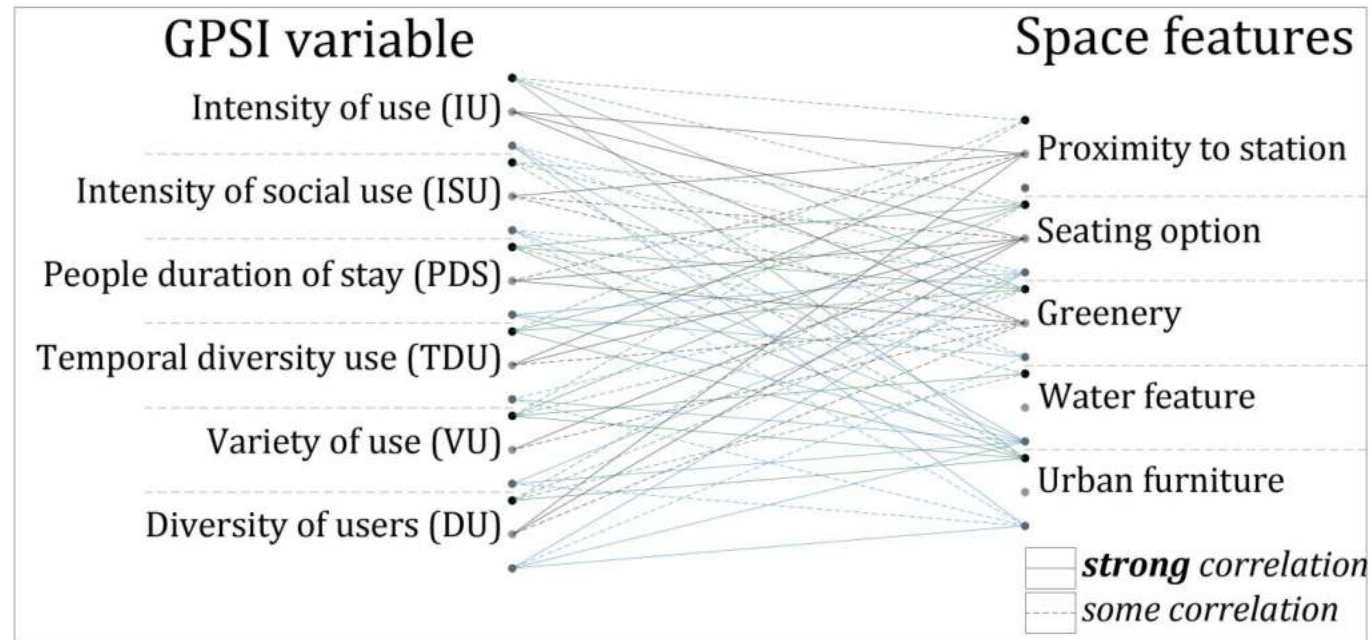 GPSI variable
Space features
Intensity of use (IU)
Proximity to station
Intensity of social use (ISU)
Seating option
People duration of stay (PDS)
Greenery
Temporal diversity use (TDU)
Water feature
Variety of use (VU)
Urban furniture
Diversity of users (DU)
strong correlation
some correlation